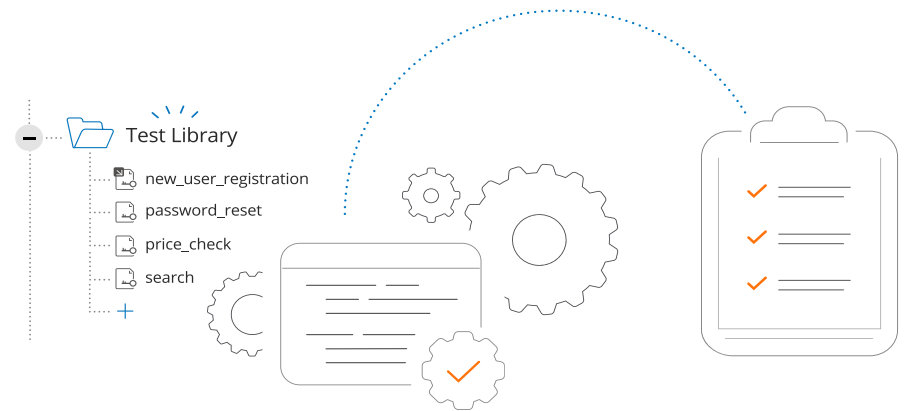 Test Library
new_user_registration
password_reset
price_check
search